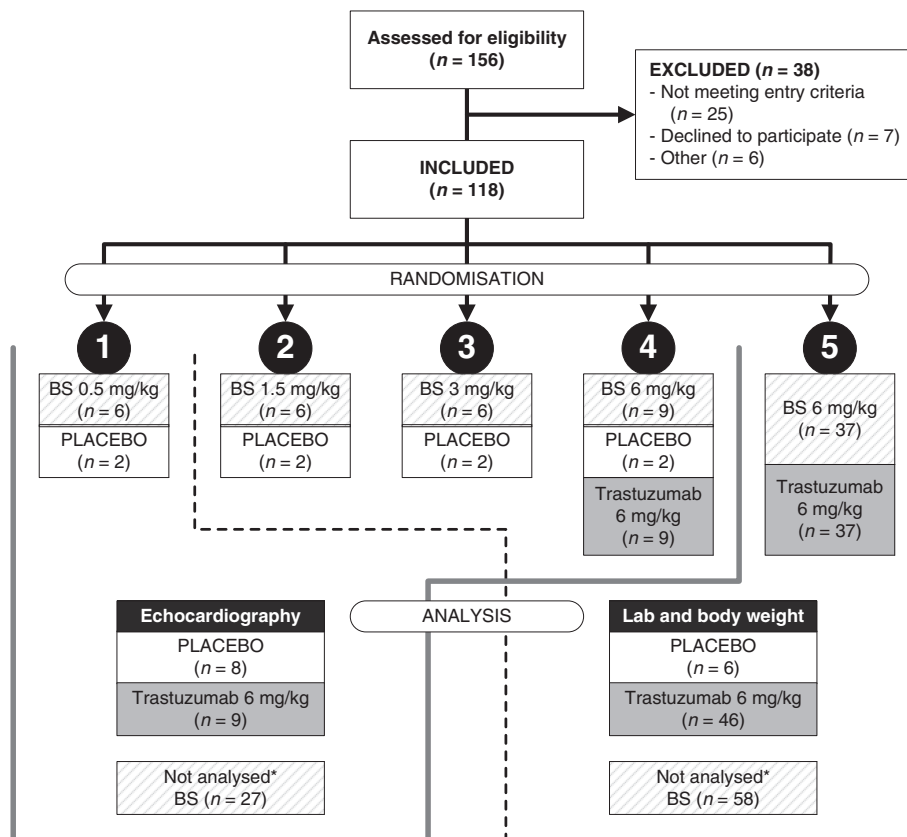 Assessed for eligibility
(n = 156)
EXCLUDED (n = 38)
- Not meeting entry criteria
(n = 25)
- Declined to participate (n = 7)
- Other (n = 6)
INCLUDED
(n = 118)
RANDOMISATION
1
BS 0.5 mg/kg
(n = 6)
PLACEBO
(n = 2)
2
BS 1.5 mg/kg
(n = 6)
PLACEBO
(n = 2)
3
BS 3 mg/kg
(n = 6)
PLACEBO
(n = 2)
4
BS 6 mg/kg
(n = 9)
PLACEBO
(n = 2)
Trastuzumab
6 mg/kg
(n = 9)
5
BS 6 mg/kg
(n = 37)
Trastuzumab
6 mg/kg
(n = 37)
ANALYSIS
Echocardiography
PLACEBO
(n = 8)
Trastuzumab 6 mg/kg
(n = 9)
Not analysed*
BS (n = 27)
Lab and body weight
PLACEBO
(n = 6)
Trastuzumab 6 mg/kg
(n = 46)
Not analysed*
BS (n = 58)